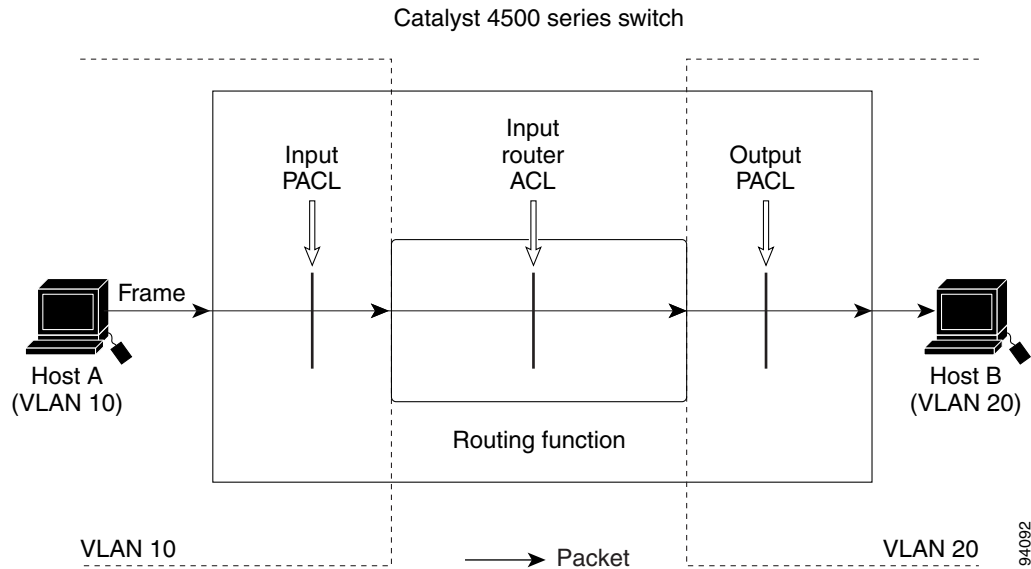 Catalyst 4500 series switch
Input
PACL
Input
router
ACL
Output
PACL
Frame
Host A
(VLAN 10)
Host B
(VLAN 20)
Routing function
VLAN 10
Packet
VLAN 20
94092